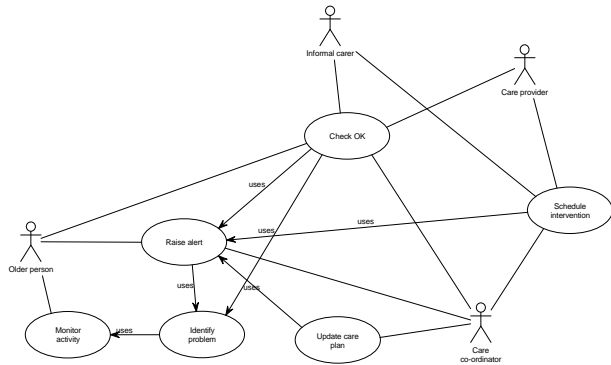 Informal carer
Care provider
Check OK
uses
Schedule
intervention
uses
uses
Raise alert
Older person
uses
uses
Monitor
activity
uses
Identify
problem
Update care
plan
Care
co-ordinator